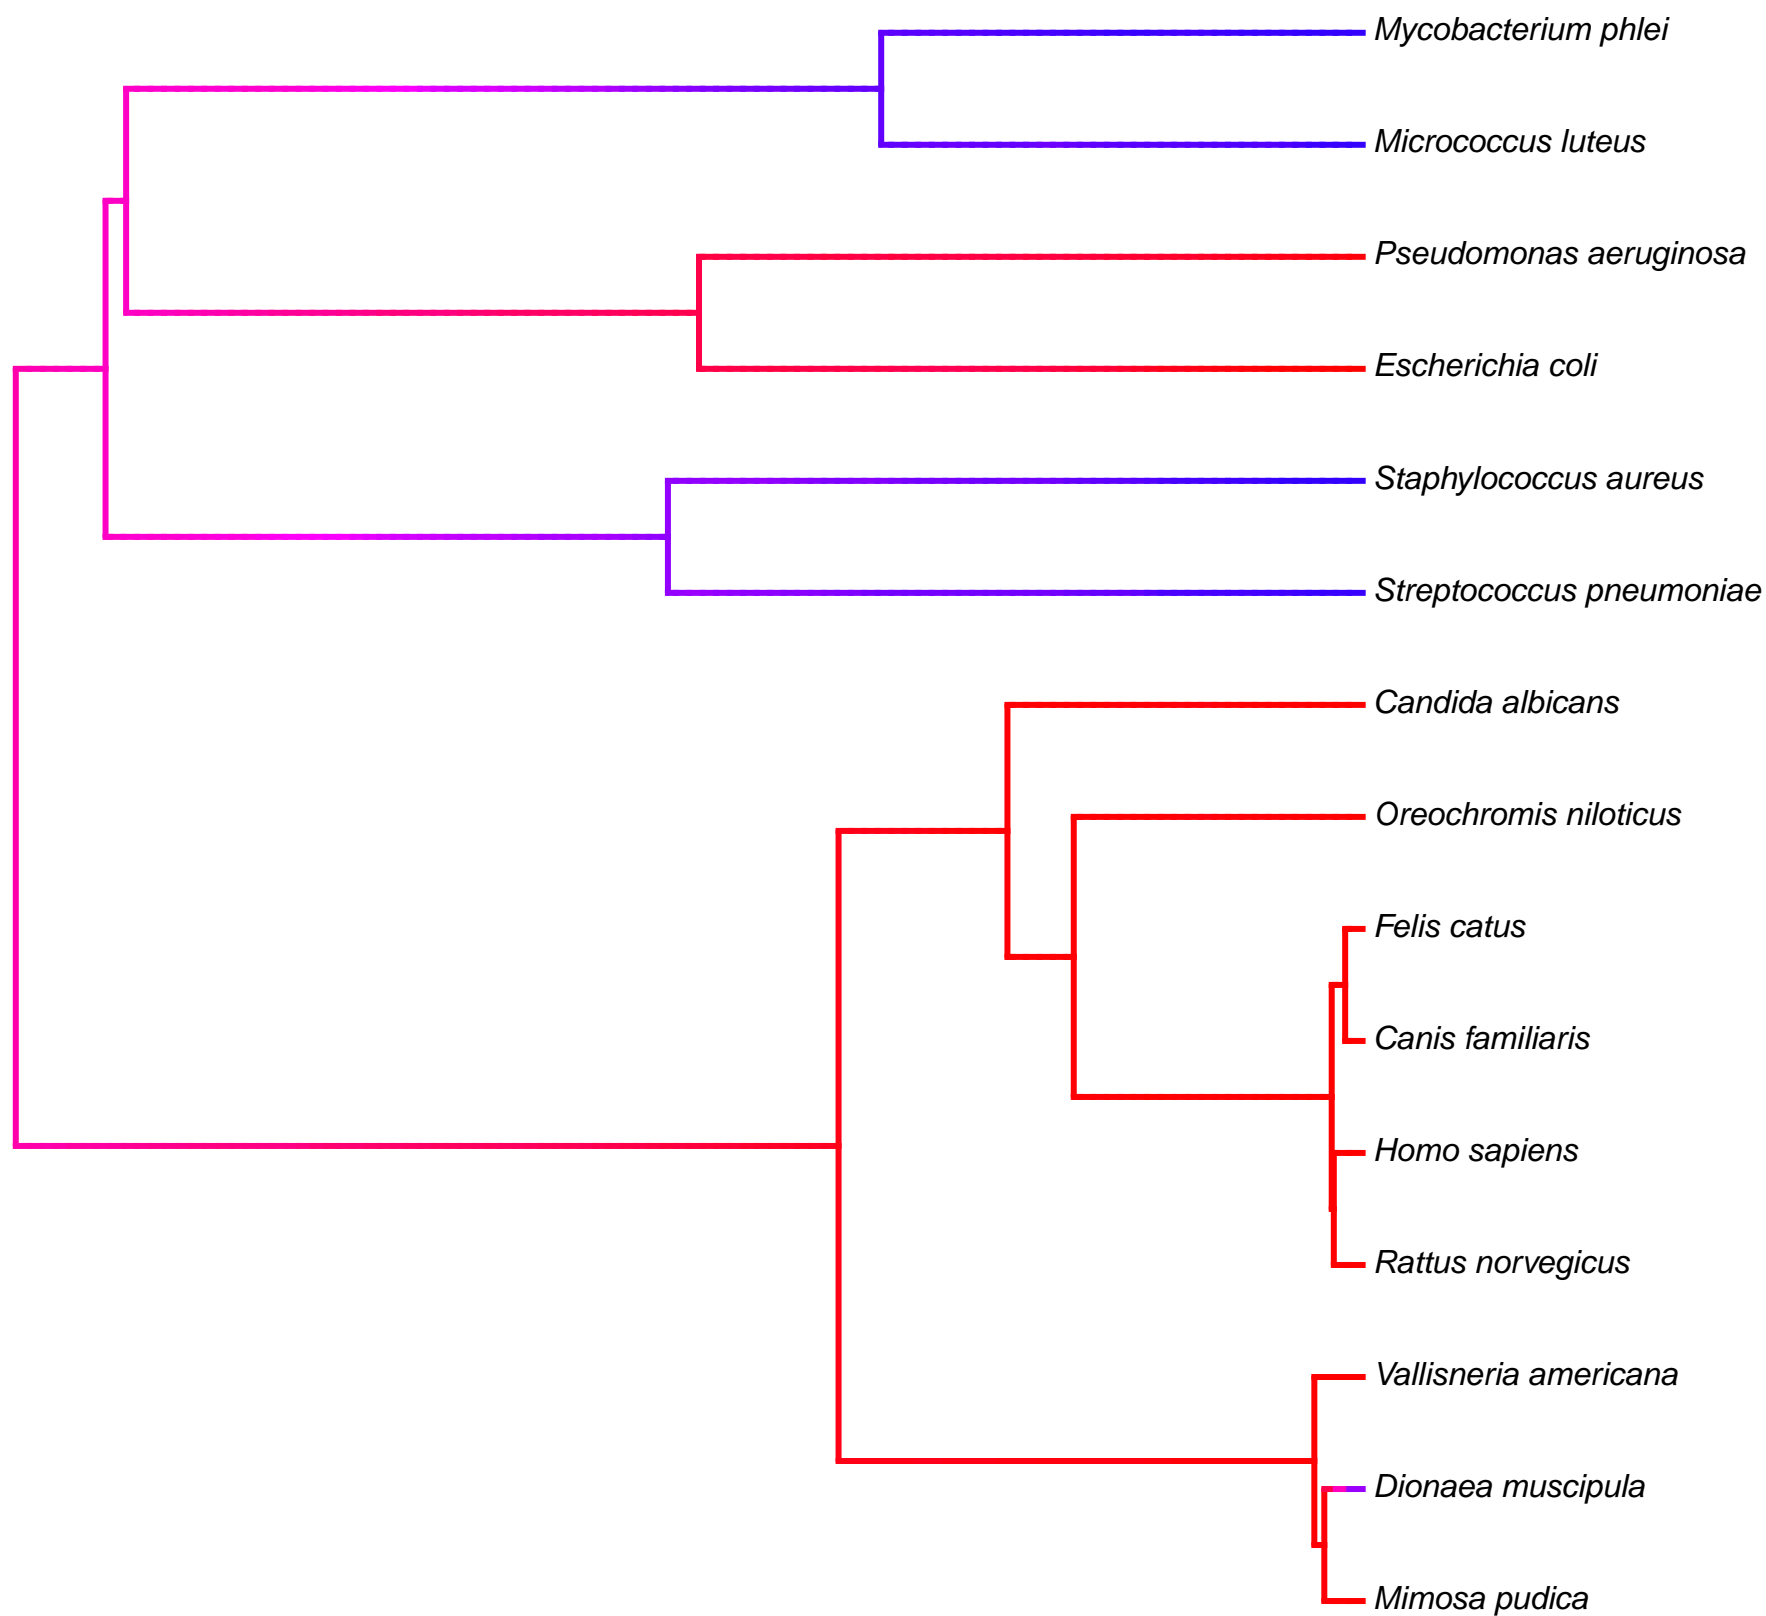 Mycobacterium phlei
Micrococcus luteus
Pseudomonas aeruginosa
Escherichia coli
Staphylococcus aureus
Streptococcus pneumoniae
Candida albicans
Oreochromis niloticus
Felis catus
Canis familiaris
Homo sapiens
Rattus norvegicus
Vallisneria americana
Dionaea muscipula
Mimosa pudica